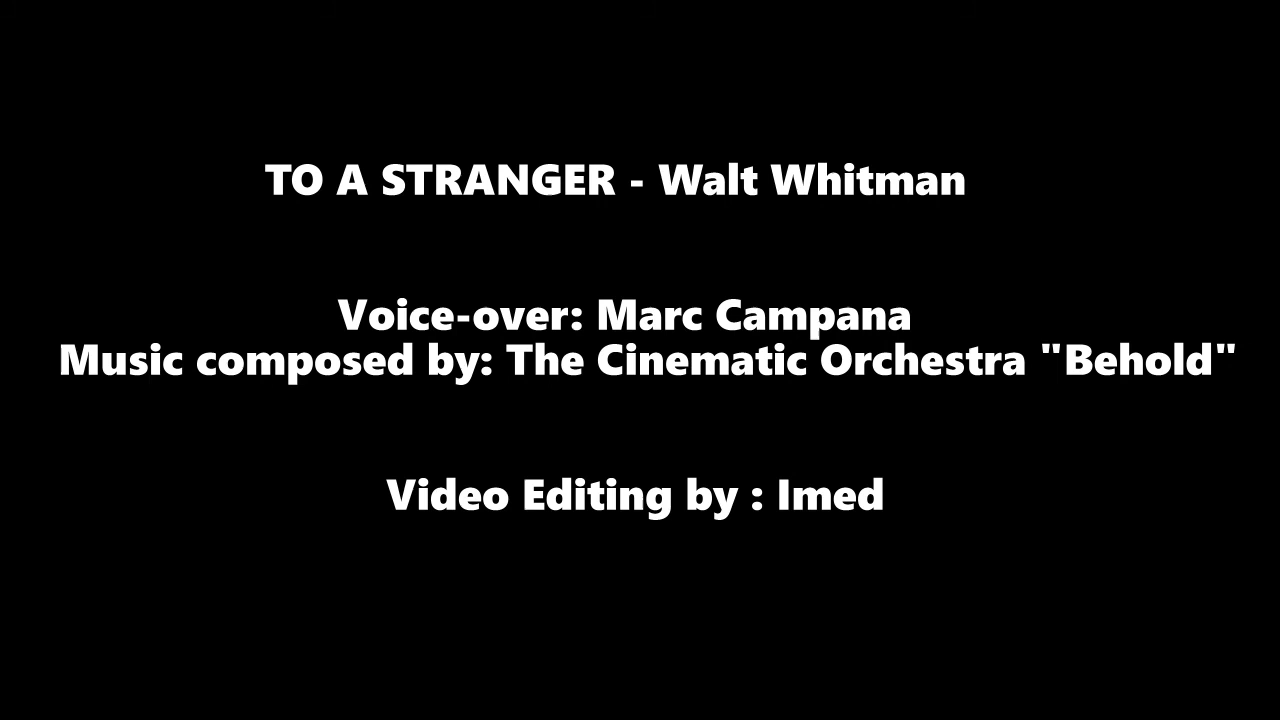 TO A STRANGER - Walt Whitman
Voice-over: Marc Campana
Music composed by: The Cinematic Orchestra "Behold"
Video Editing by : Imed